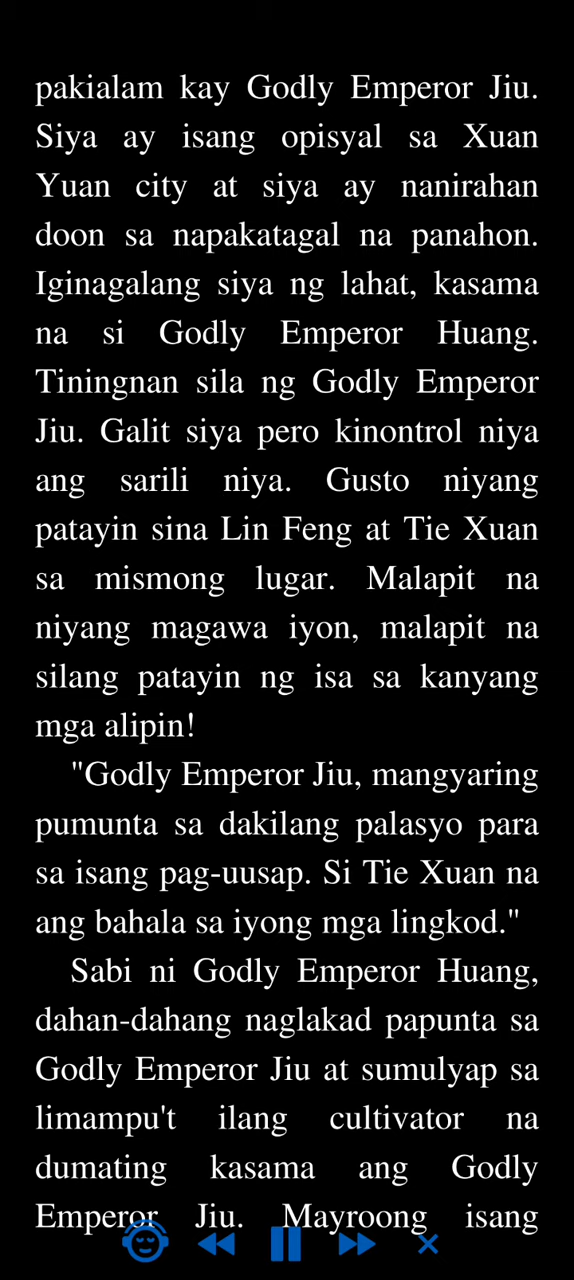 pakialam kay Godly Emperor Jiu.
Siya ay isang opisyal sa Xuan
Yuan city at siya ay nanirahan
doon sa napakatagal na panahon.
Iginagalang siya ng lahat, kasama
na si Godly Emperor Huang.
Tiningnan sila ng Godly Emperor
Jiu. Galit siya pero kinontrol niya
ang sarili niya. Gusto niyang
patayin sina Lin Feng at Tie Xuan
sa mismong lugar. Malapit na
niyang magawa iyon, malapit na
silang patayin ng isa sa kanyang
mga alipin!
"Godly Emperor Jiu, mangyaring
pumunta sa dakilang palasyo para
sa isang pag-uusap. Si Tie Xuan na
ang bahala sa iyong mga lingkod."
Sabi ni Godly Emperor Huang,
dahan-dahang naglakad papunta sa
Godly Emperor Jiu at sumulyap sa
limampu't ilang cultivator na
dumating kasama ang Godly
Emperor Jiu. Mayroong isang